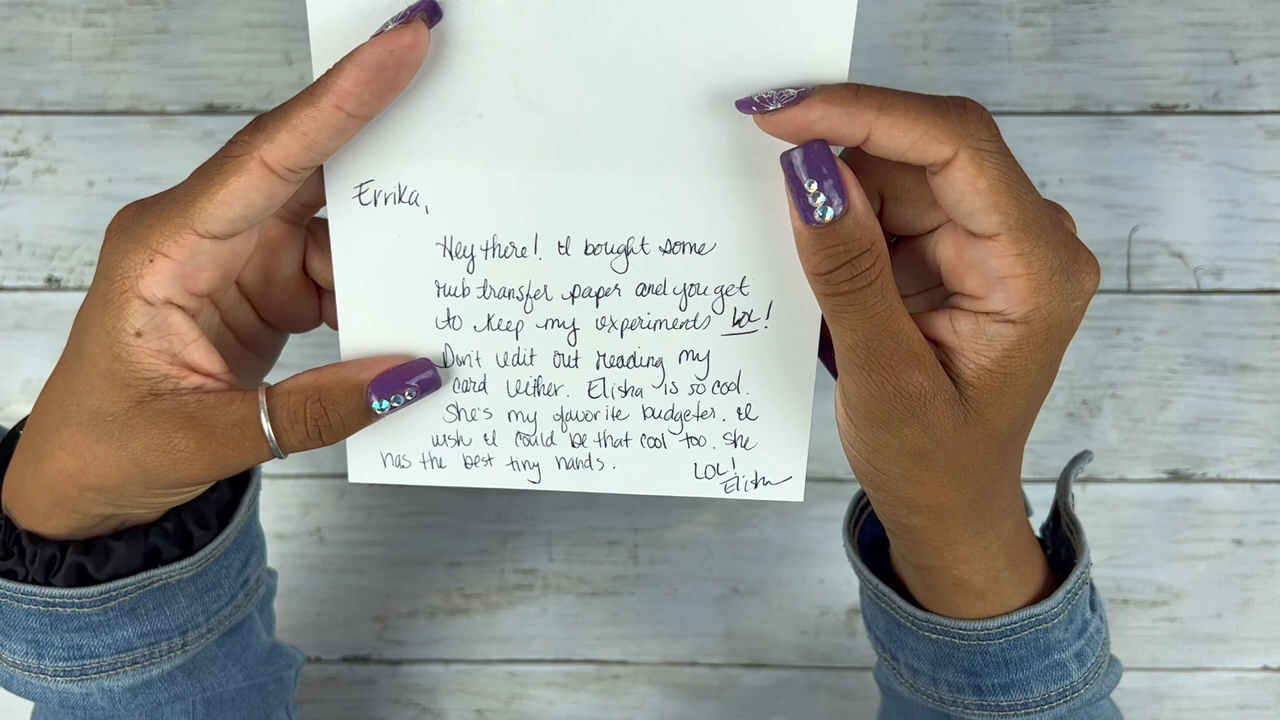 Errika,
Hey there! I bought some
rub transfer paper and you get
to keep my experiments LOL!
Don't edit out reading my
card either. Elisha is so cool.
She's my favorite budgeter. I
wish I could be that cool too. She
has the best tiny hands.
LOL!
Elisha